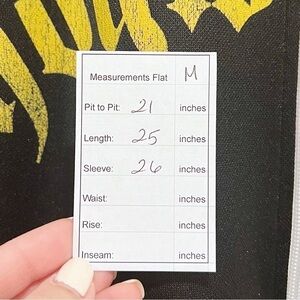 Measurements Flat M
Pit to Pit: 21 inches
Length: 25 inches
Sleeve: 26 inches
Waist: inches
Rise: inches
Inseam: inches